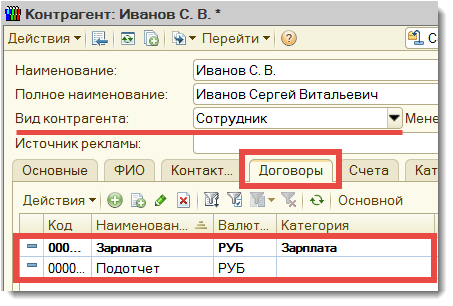 Контрагент: Иванов С. В. *
Действия Перейти ? С
Наименование: Иванов С. В.
Полное наименование: Иванов Сергей Витальевич
Вид контрагента: Сотрудник Мене
Источник рекламы:
Основные ФИО Контакт... Договоры Счета Кат
Действия Основной
Код Наименован... Валют... Категория
000... Зарплата РУБ Зарплата
0000... Подотчет РУБ